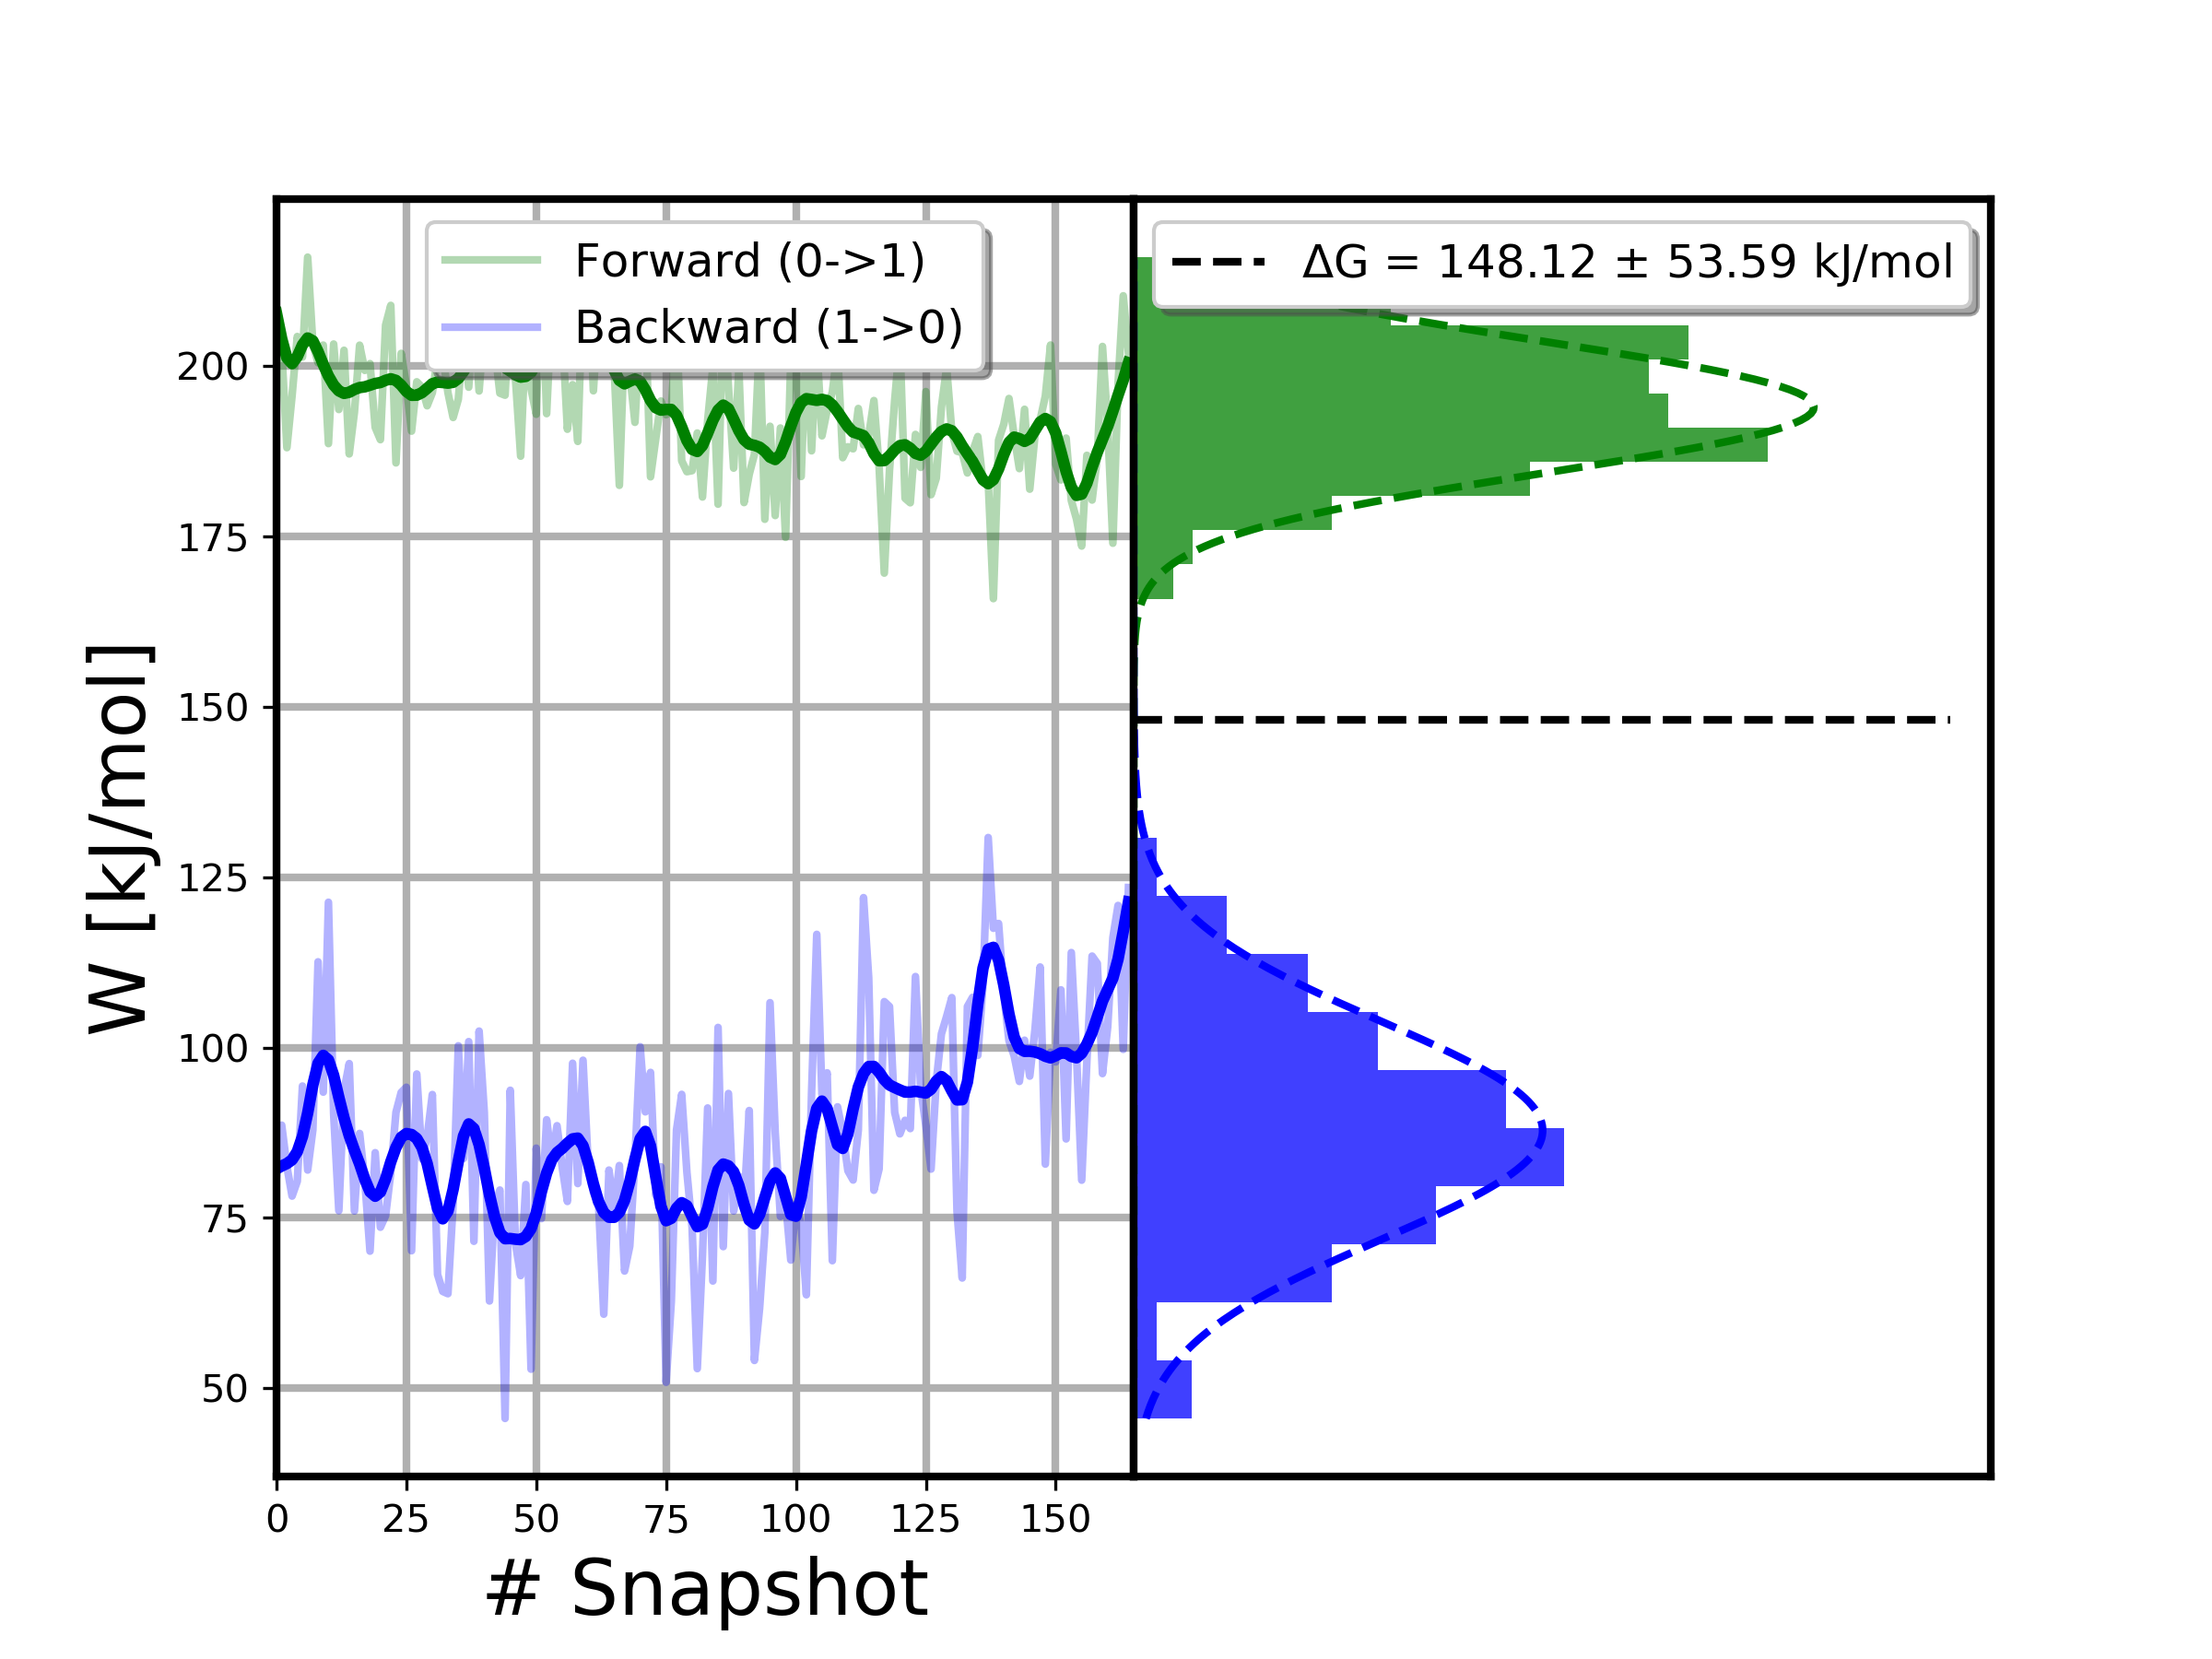 Forward (0->1)
Backward (1->0)
ΔG = 148.12 ± 53.59 kJ/mol
W [kJ/mol]
200
175
150
125
100
75
50
0 25 50 75 100 125 150
# Snapshot